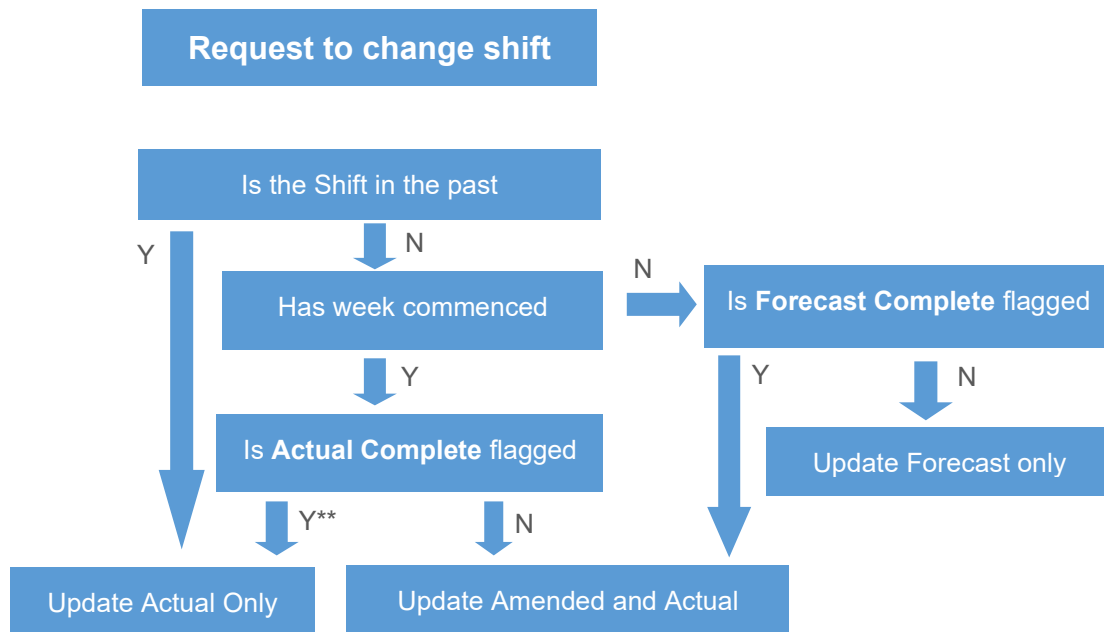 Request to change shift
Is the Shift in the past
Y
N
Has week commenced
N
Is Forecast Complete flagged
Y
Y
N
Is Actual Complete flagged
Update Forecast only
Y**
N
Update Actual Only
Update Amended and Actual